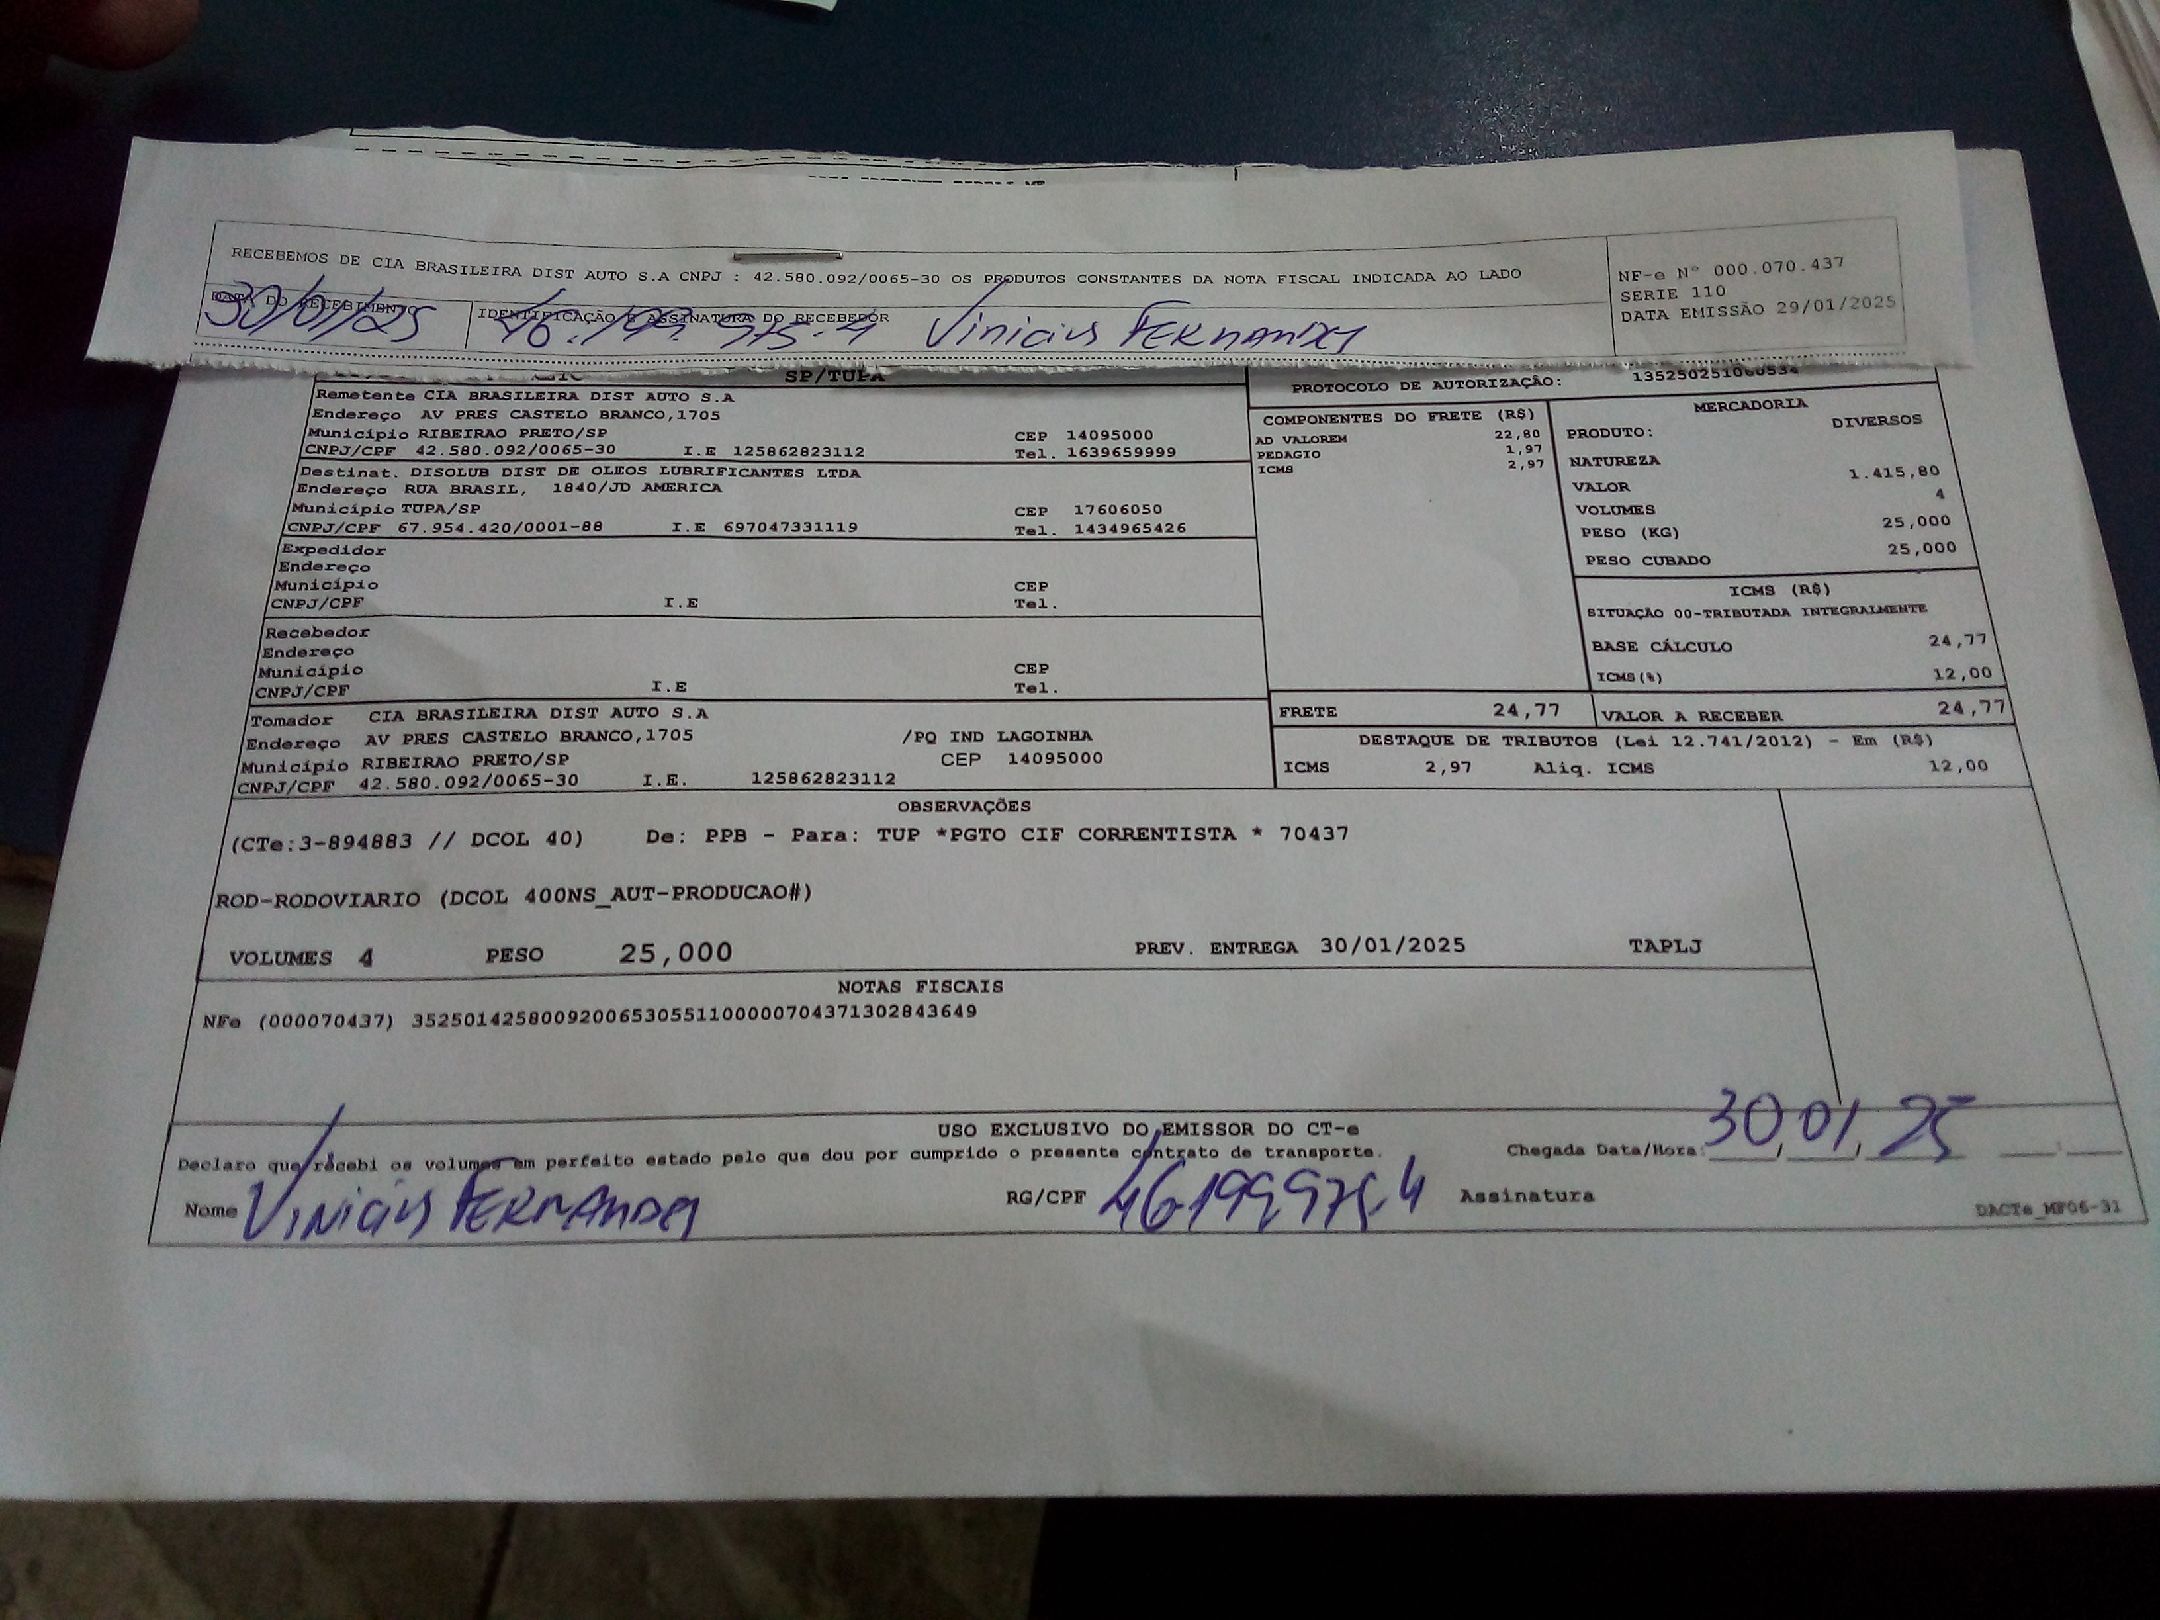 RECEBEMOS DE CIA BRASILEIRA DIST AUTO S.A CNPJ : 42.580.092/0065-30 OS PRODUTOS CONSTANTES DA NOTA FISCAL INDICADA AO LADO
NF-e Nº 000.070.437
SERIE 110
DATA EMISSÃO 29/01/2025
DATA DO RECEBIMENTO
30/01/25
IDENTIFICAÇÃO E ASSINATURA DO RECEBEDOR
Vinicius Fernandes
SP/TUPA
PROTOCOLO DE AUTORIZAÇÃO: 135250251060534
Remetente CIA BRASILEIRA DIST AUTO S.A
Endereço AV PRES CASTELO BRANCO,1705
Município RIBEIRAO PRETO/SP CEP 14095000
CNPJ/CPF 42.580.092/0065-30 I.E 125862823112 Tel. 1639659999
Destinat. DISOLUB DIST DE OLEOS LUBRIFICANTES LTDA
Endereço RUA BRASIL, 1840/JD AMERICA
Município TUPA/SP CEP 17606050
CNPJ/CPF 67.954.420/0001-88 I.E 697047331119 Tel. 1434965426
Expedidor
Endereço
Município CEP
CNPJ/CPF I.E Tel.
Recebedor
Endereço
Município CEP
CNPJ/CPF I.E Tel.
Tomador CIA BRASILEIRA DIST AUTO S.A
Endereço AV PRES CASTELO BRANCO,1705 /PQ IND LAGOINHA
Município RIBEIRAO PRETO/SP CEP 14095000
CNPJ/CPF 42.580.092/0065-30 I.E. 125862823112
COMPONENTES DO FRETE (R$)
AD VALOREM 22,80
PEDAGIO 1,97
ICMS 2,97
MERCADORIA
PRODUTO: DIVERSOS
NATUREZA
VALOR 1.415,80
VOLUMES 4
PESO (KG) 25,000
PESO CUBADO 25,000
ICMS (R$)
SITUAÇÃO 00-TRIBUTADA INTEGRALMENTE
BASE CÁLCULO 24,77
ICMS(%) 12,00
FRETE 24,77 VALOR A RECEBER 24,77
DESTAQUE DE TRIBUTOS (Lei 12.741/2012) - Em (R$)
ICMS 2,97 Aliq. ICMS 12,00
OBSERVAÇÕES
(CTe:3-894883 // DCOL 40) De: PPB - Para: TUP *PGTO CIF CORRENTISTA * 70437
ROD-RODOVIARIO (DCOL 400NS_AUT-PRODUCAO#)
VOLUMES 4 PESO 25,000 PREV. ENTREGA 30/01/2025 TAPLJ
NOTAS FISCAIS
NFe (000070437) 35250142580092006530551100000704371302843649
USO EXCLUSIVO DO EMISSOR DO CT-e
Declaro que recebi os volumes em perfeito estado pelo que dou por cumprido o presente contrato de transporte. Chegada Data/Hora: 30/01/25
Nome Vinicius Fernandes RG/CPF Assinatura
DACTe_MF06-31